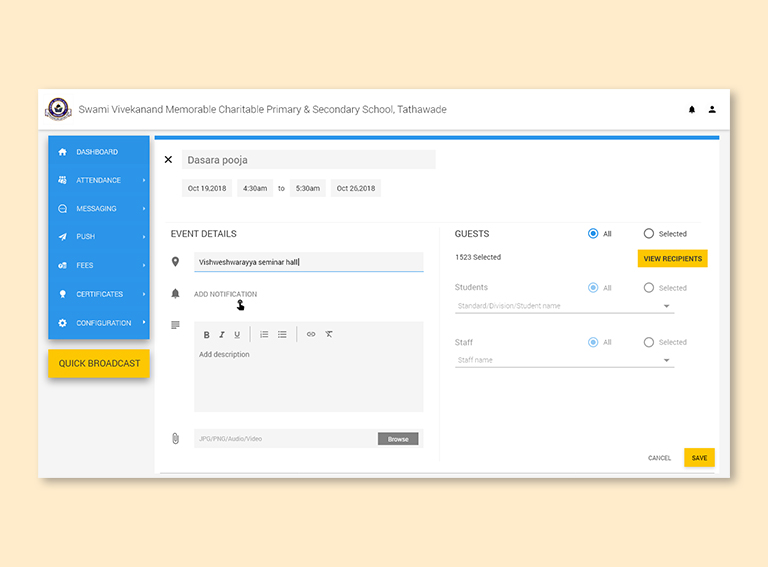 Swami Vivekanand Memorable Charitable Primary & Secondary School, Tathawade
DASHBOARD
ATTENDANCE
MESSAGING
PUSH
FEES
CERTIFICATES
CONFIGURATION
QUICK BROADCAST
Dasara pooja
Oct 19,2018 4:30am to 5:30am Oct 26,2018
EVENT DETAILS
Vishweshwarayya seminar hall
ADD NOTIFICATION
B I U
Add description
JPG/PNG/Audio/Video Browse
GUESTS All Selected
1523 Selected VIEW RECIPIENTS
Students All Selected
Standard/Division/Student name
Staff All Selected
Staff name
CANCEL SAVE